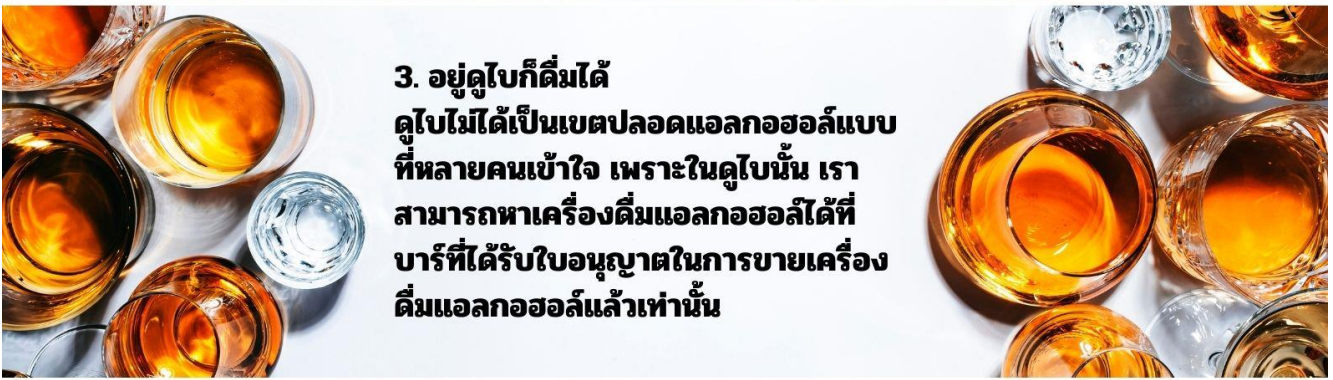 3. อยู่ดูไบก็ดื่มได้
ดูไบไม่ได้เป็นเขตปลอดแอลกอฮอล์แบบ
ที่หลายคนเข้าใจ เพราะในดูไบนั้น เรา
สามารถหาเครื่องดื่มแอลกอฮอล์ได้ที่
บาร์ที่ได้รับใบอนุญาตในการขายเครื่อง
ดื่มแอลกอฮอล์แล้วเท่านั้น